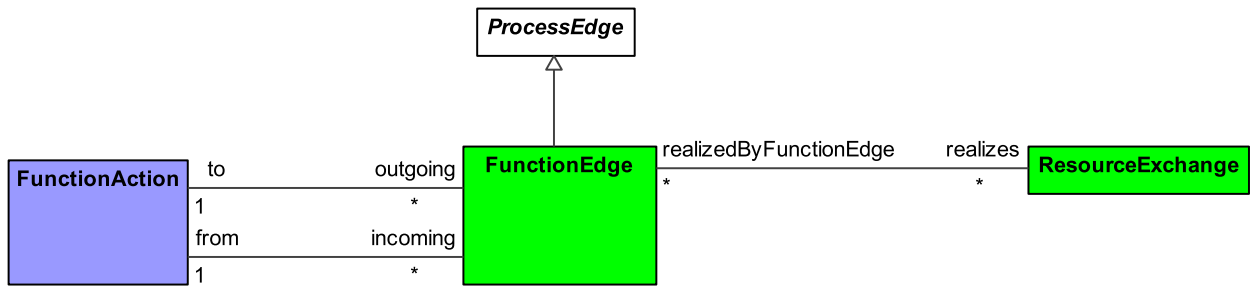 ProcessEdge
FunctionAction
to
outgoing
1
*
from
incoming
1
*
FunctionEdge
realizedByFunctionEdge
realizes
*
*
ResourceExchange